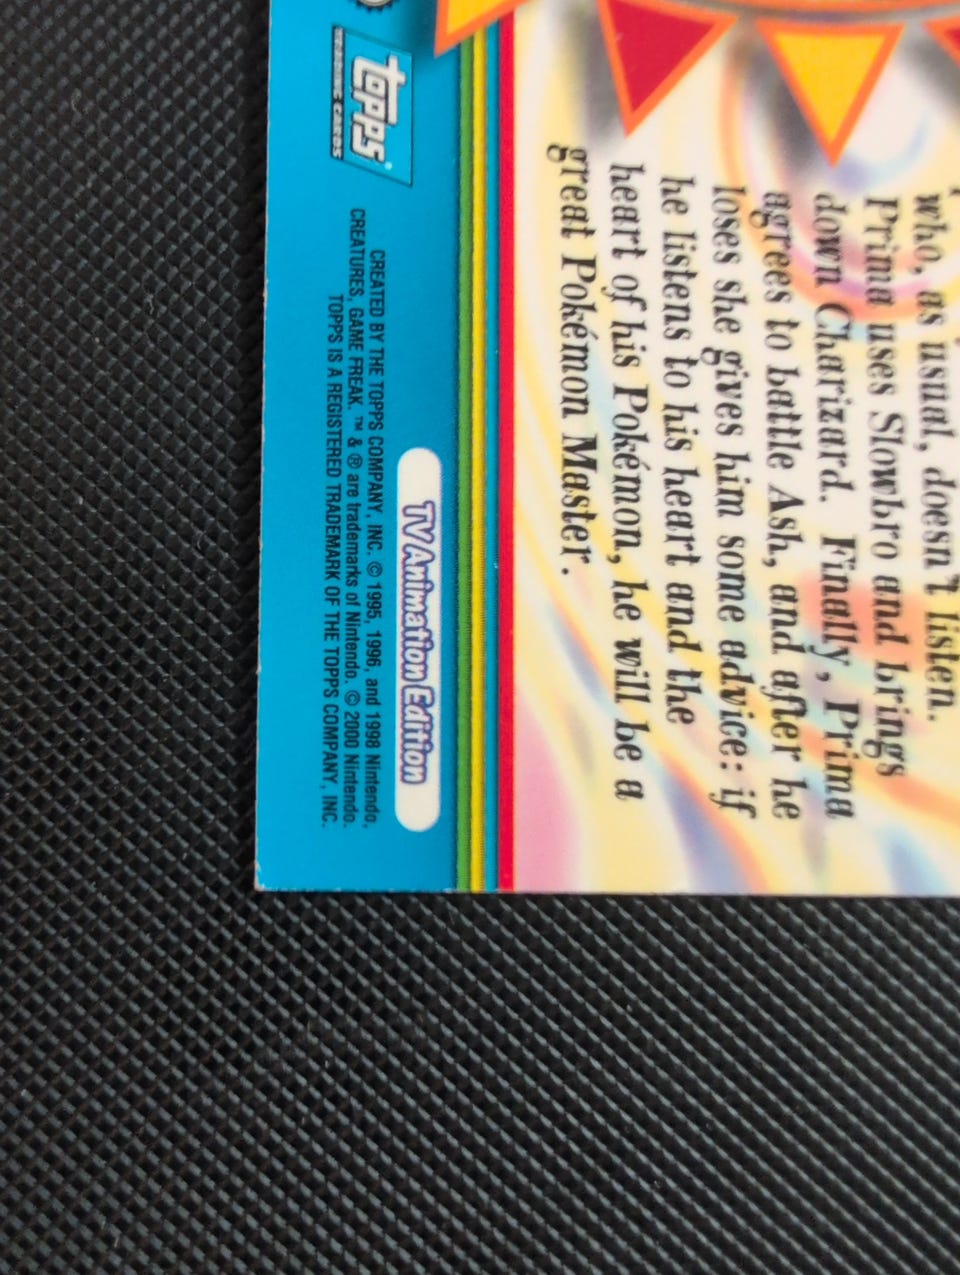 who, as usual, doesn't listen.
Prima uses Slowbro and brings
down Charizard. Finally, Prima
agrees to battle Ash, and after he
loses she gives him some advice: if
he listens to his heart and the
heart of his Pokémon, he will be a
great Pokémon Master.
TV Animation Edition
topps
TRADING CARDS
CREATED BY THE TOPPS COMPANY, INC. © 1995, 1996, and 1998 Nintendo,
CREATURES, GAME FREAK. ™ & ® are trademarks of Nintendo. © 2000 Nintendo.
TOPPS IS A REGISTERED TRADEMARK OF THE TOPPS COMPANY, INC.